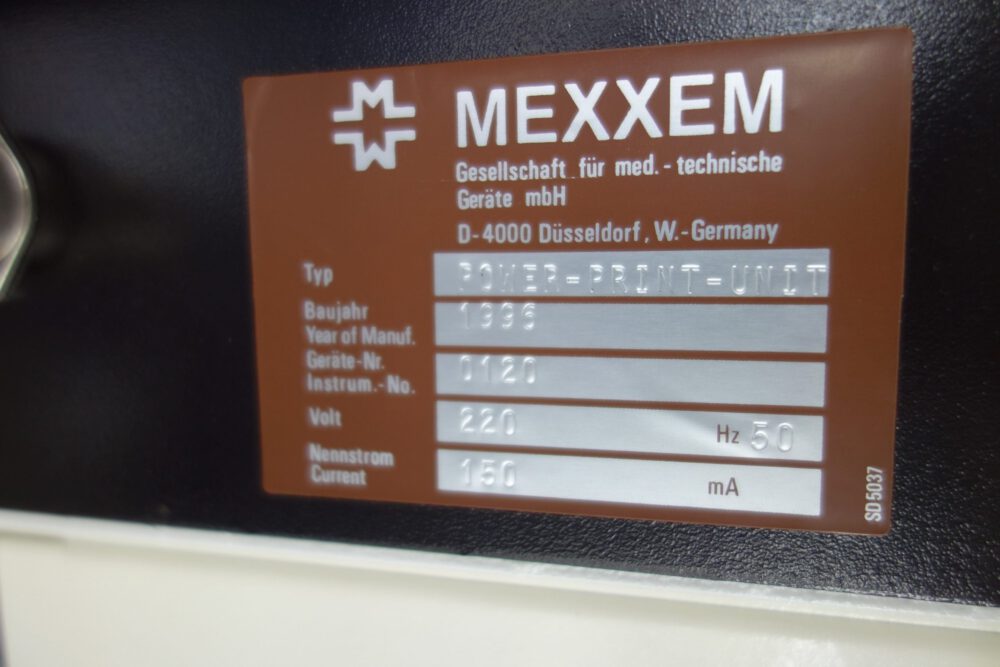 MEXXEM
Gesellschaft für med.-technische
Geräte mbH
D-4000 Düsseldorf, W.-Germany
Typ POWER-PRINT-UNIT
Baujahr
Year of Manuf. 1996
Geräte-Nr.
Instrum.-No. 0120
Volt 220 Hz 50
Nennstrom
Current 150 mA
SD5037